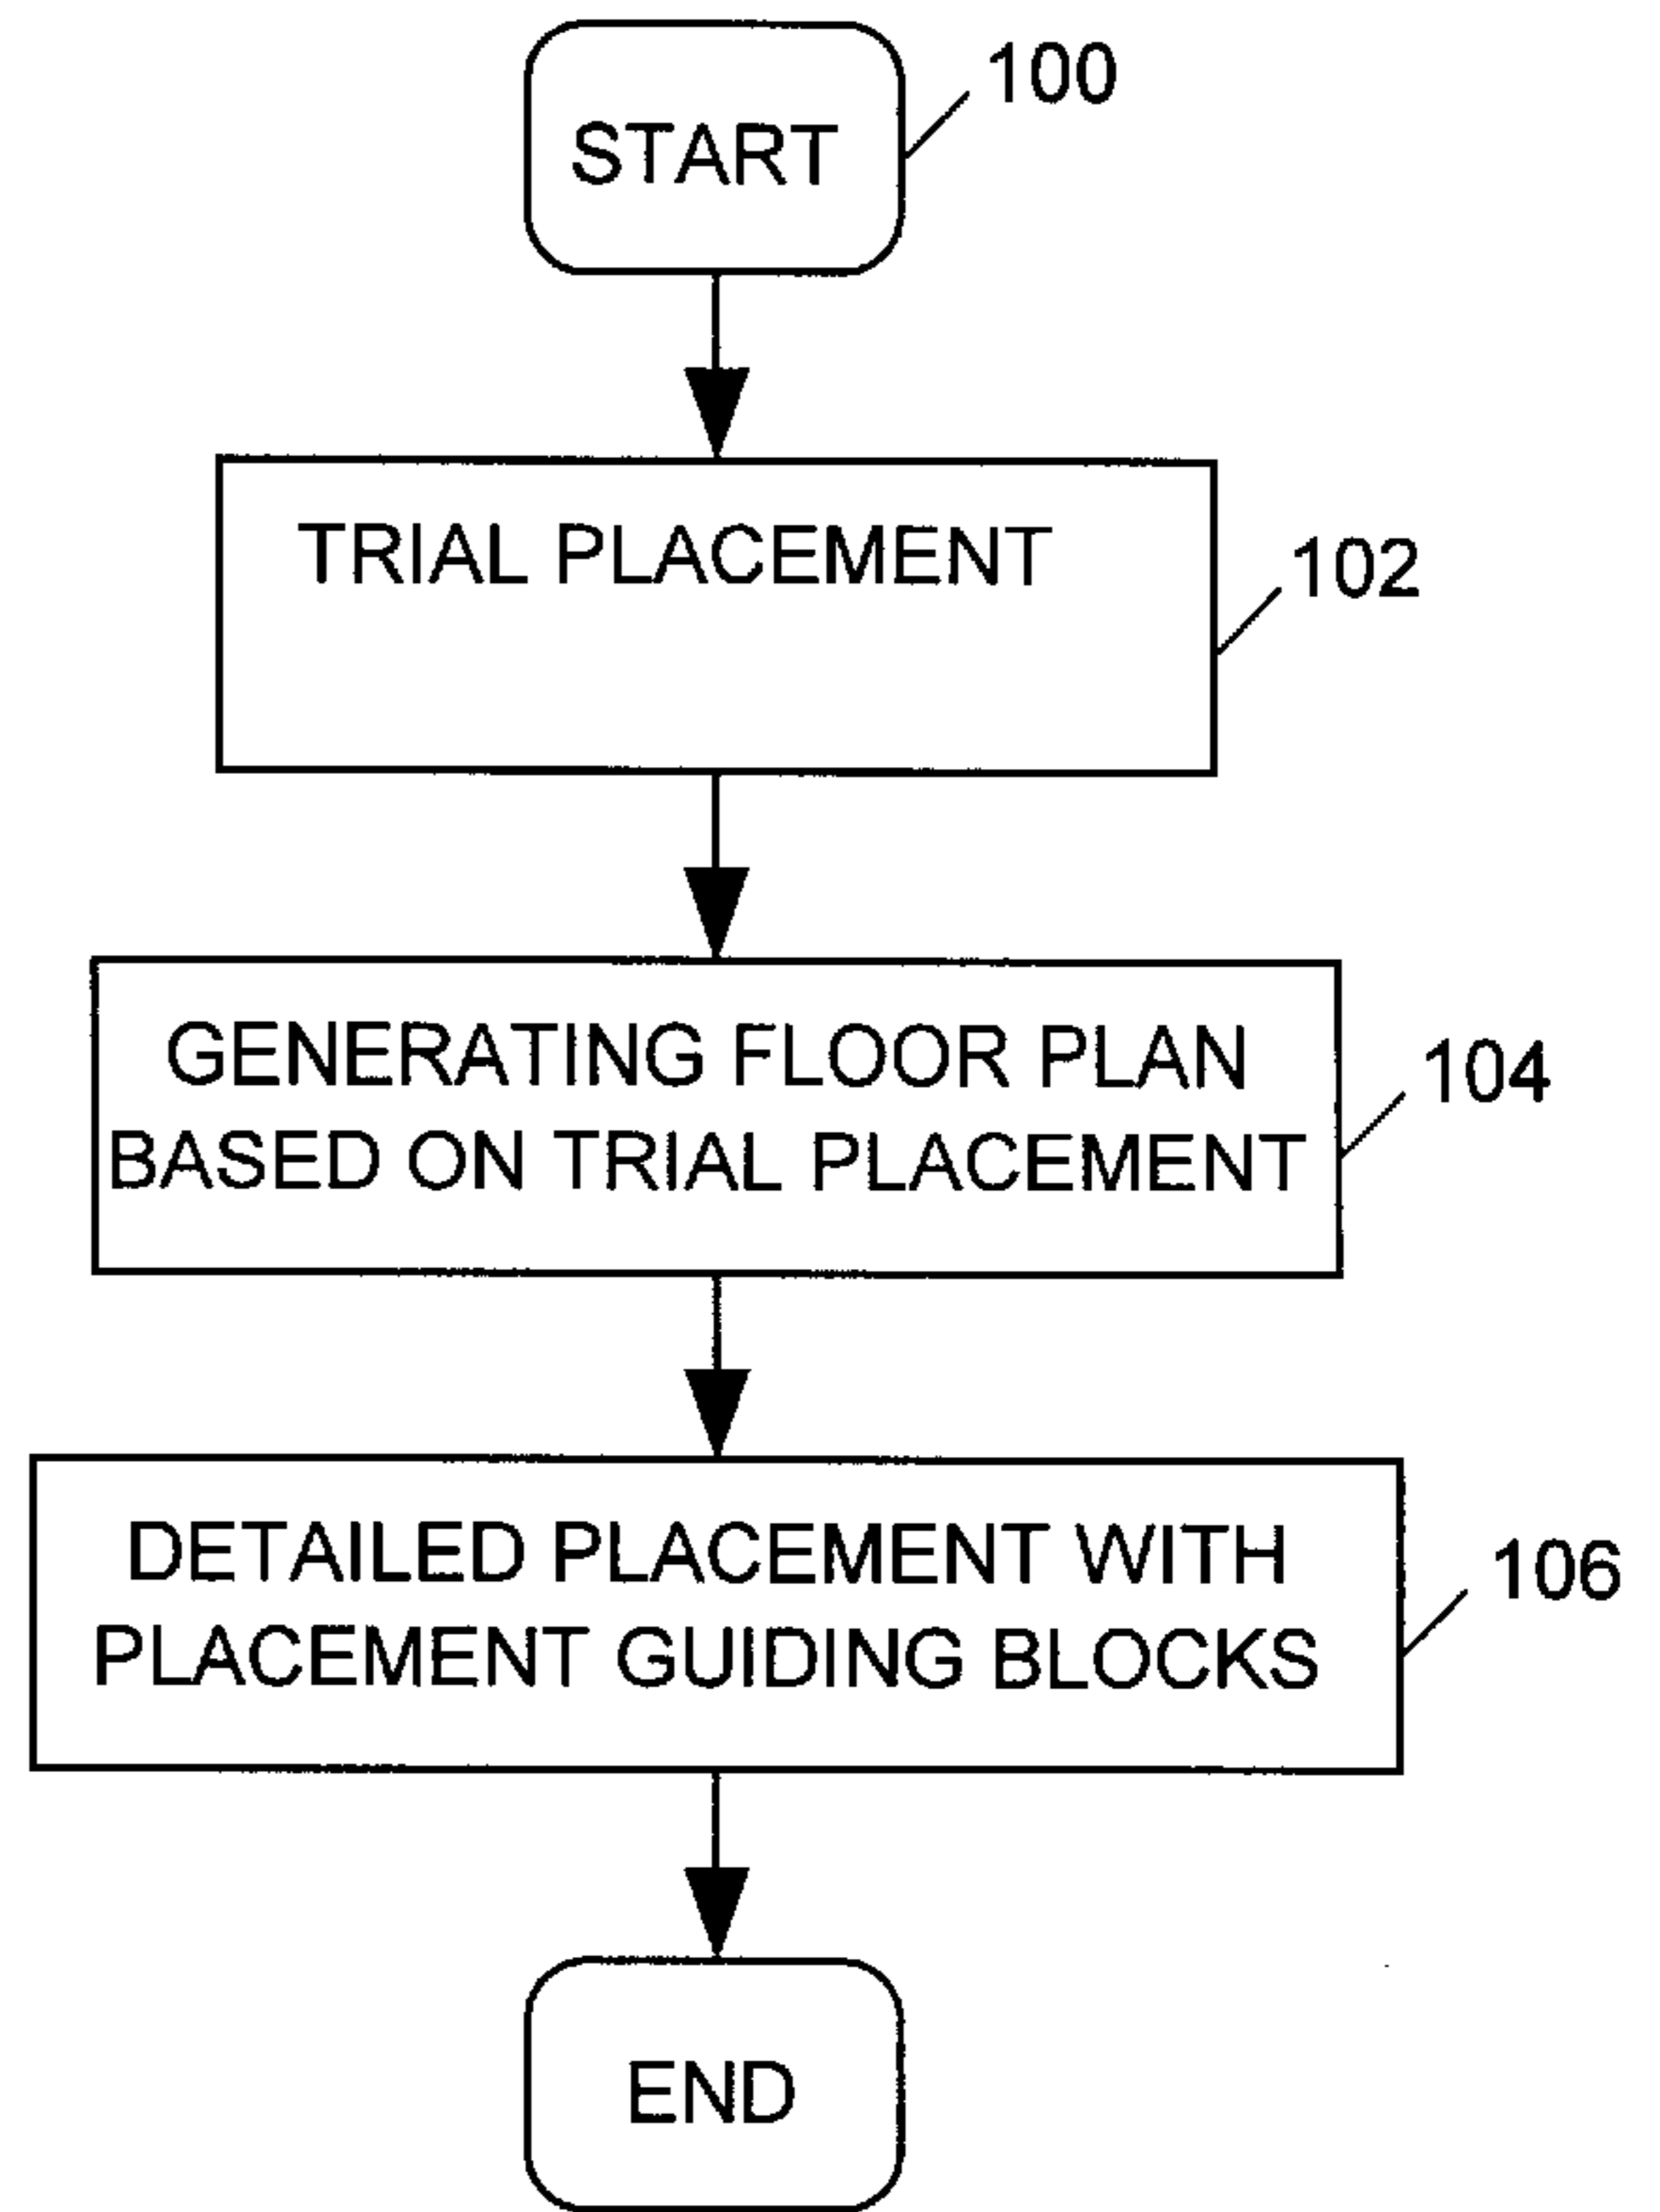 START
100
TRIAL PLACEMENT
102
GENERATING FLOOR PLAN
BASED ON TRIAL PLACEMENT
104
DETAILED PLACEMENT WITH
PLACEMENT GUIDING BLOCKS
106
END